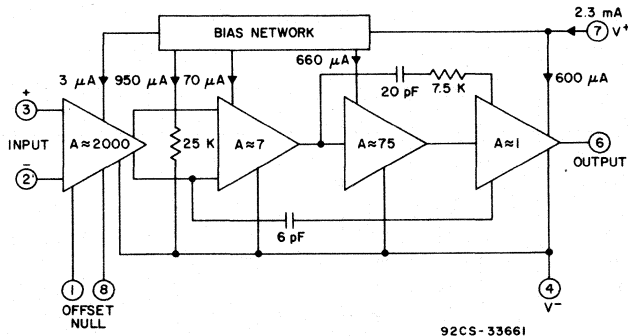 BIAS NETWORK
2.3 mA
7 V+
3 μA 950 μA 70 μA
660 μA
600 μA
20 pF
7.5 K
+
3
INPUT
–
2
A≈2000
25 K
A≈7
A≈75
A≈1
6
OUTPUT
6 pF
1 8
OFFSET
NULL
4
V–
92CS-33661